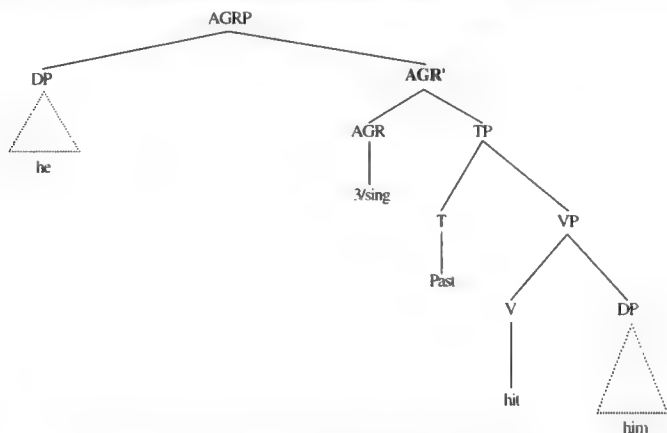 AGRP
DP AGR'
he
AGR TP
3/sing
T VP
Past
V DP
hit
him